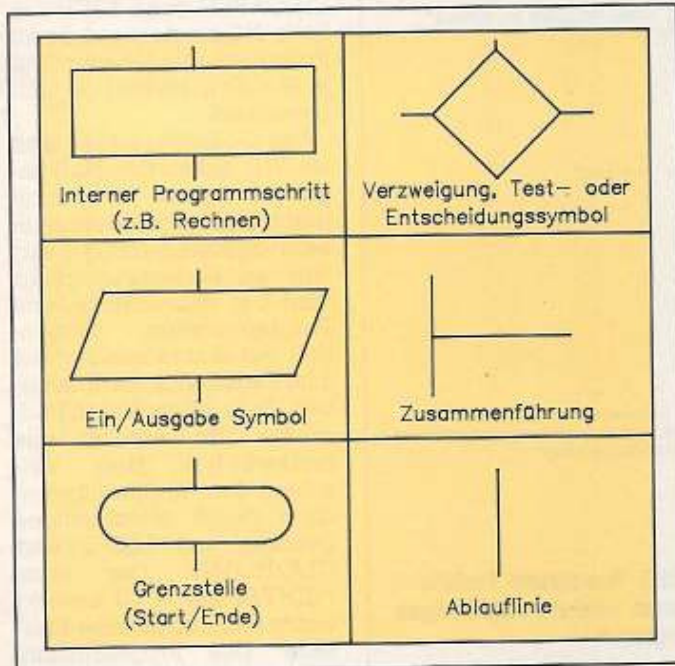 Interner Programmschritt
(z.B. Rechnen)
Verzweigung, Test- oder
Entscheidungssymbol
Ein/Ausgabe Symbol
Zusammenführung
Grenzstelle
(Start/Ende)
Ablauflinie